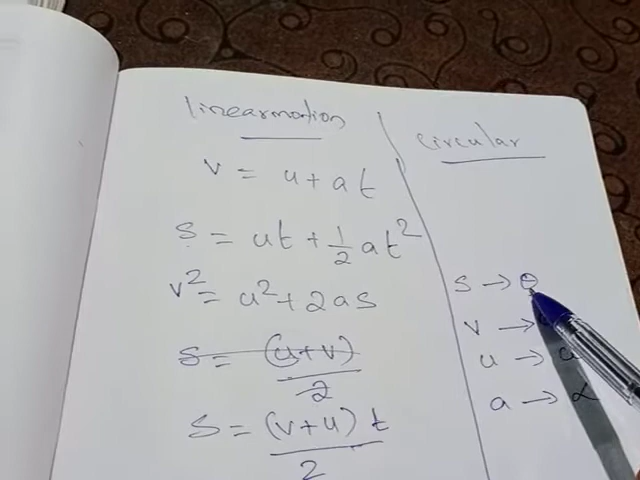 linearmotion
v = u + at
s = ut + 1/2 at²
v² = u² + 2as
s = (u+v)/2
s = (v+u) t / 2
circular
s → θ
v →
u →
a → α